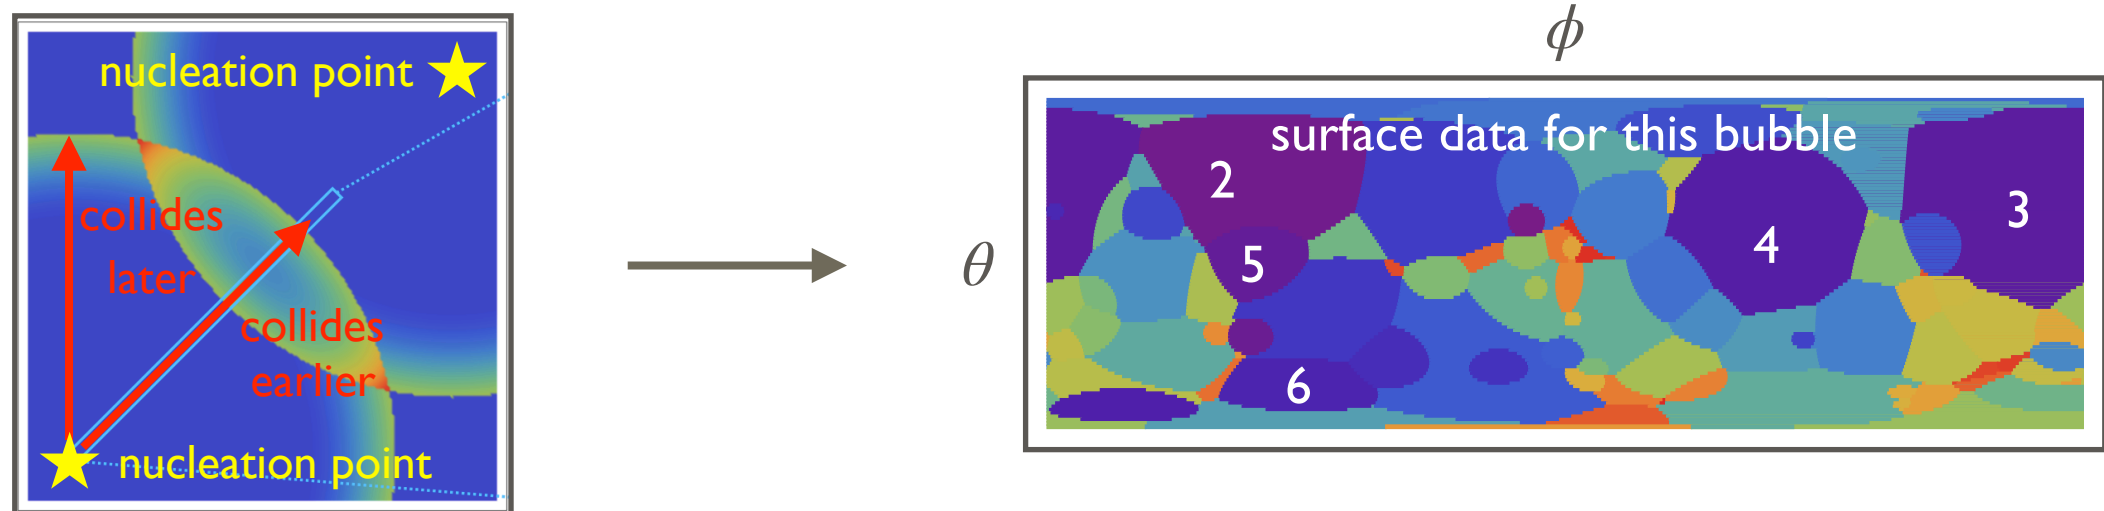 nucleation point
collides
later
collides
earlier
nucleation point
ϕ
θ
surface data for this bubble
2
3
4
5
6